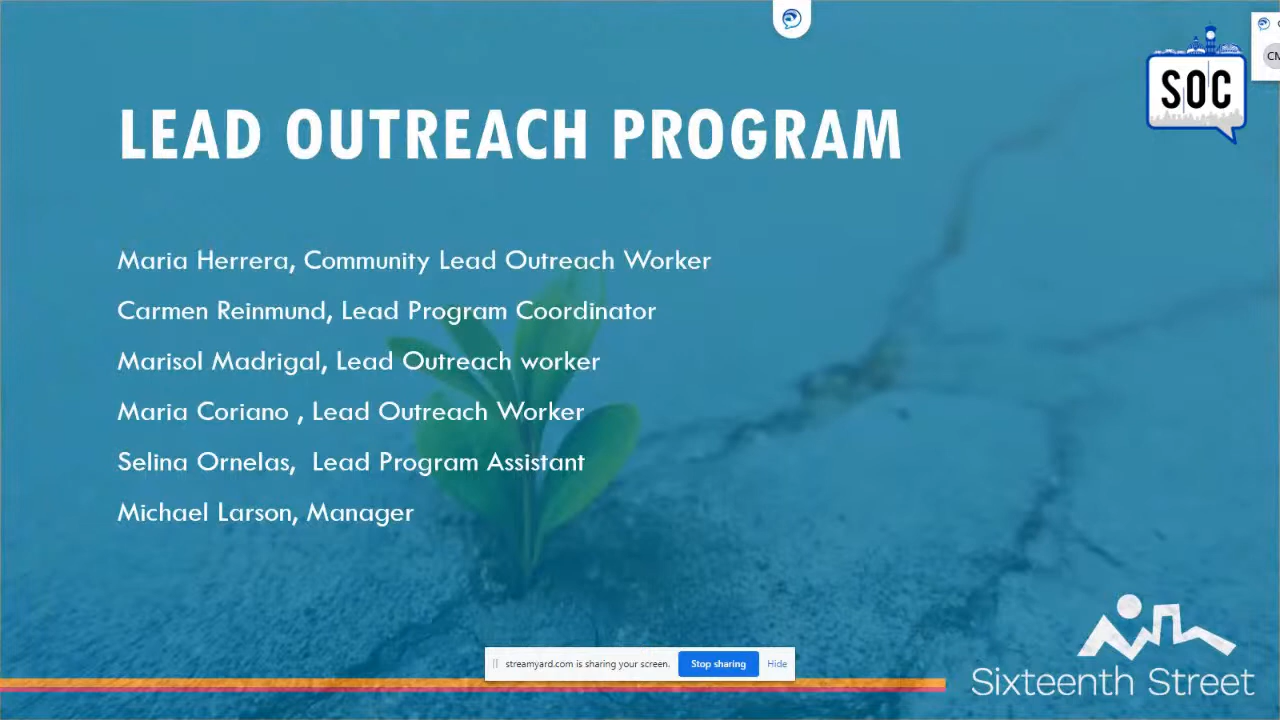 SOC
CM
LEAD OUTREACH PROGRAM
Maria Herrera, Community Lead Outreach Worker
Carmen Reinmund, Lead Program Coordinator
Marisol Madrigal, Lead Outreach worker
Maria Coriano , Lead Outreach Worker
Selina Ornelas,  Lead Program Assistant
Michael Larson, Manager
streamyard.com is sharing your screen. Stop sharing Hide
Sixteenth Street